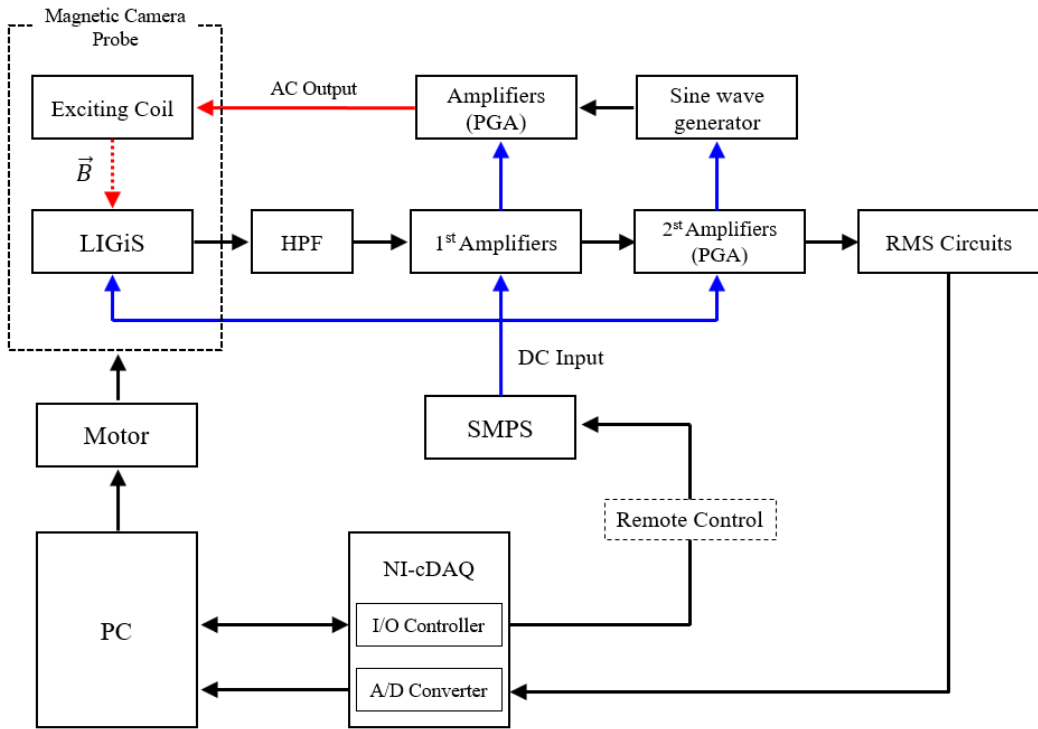 Magnetic Camera
Probe
Exciting Coil
AC Output
Amplifiers
(PGA)
Sine wave
generator
B⃗
LIGiS
HPF
1st Amplifiers
2st Amplifiers
(PGA)
RMS Circuits
DC Input
Motor
SMPS
Remote Control
PC
NI-cDAQ
I/O Controller
A/D Converter